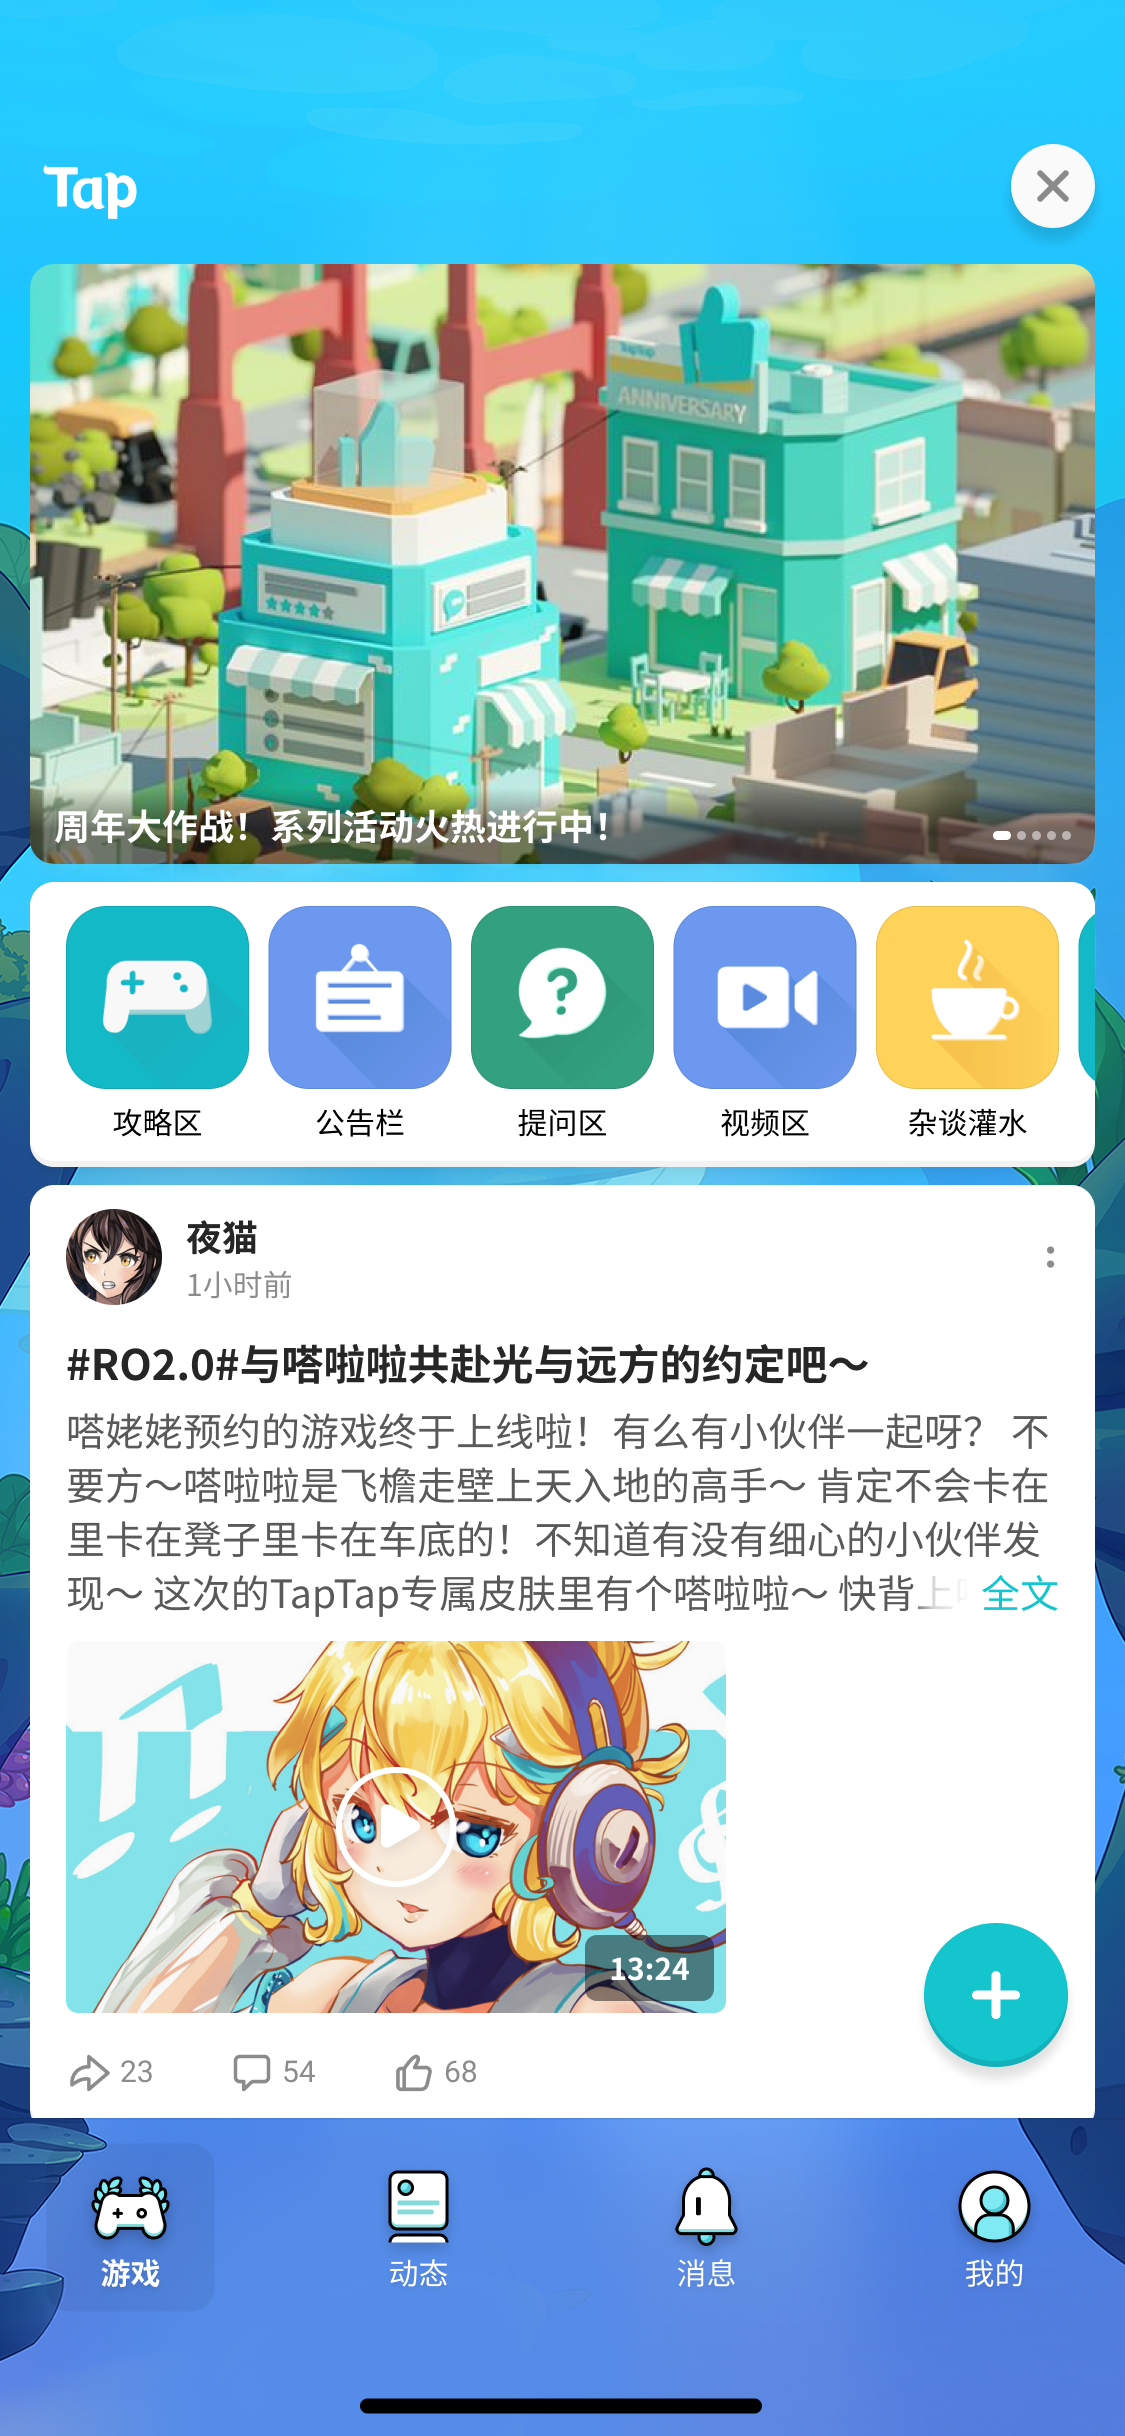 Tap
TapTap
ANNIVERSARY
周年大作战！系列活动火热进行中！
攻略区 公告栏 提问区 视频区 杂谈灌水
夜猫
1小时前
#RO2.0#与嗒啦啦共赴光与远方的约定吧～
嗒姥姥预约的游戏终于上线啦！有么有小伙伴一起呀？ 不
要方～嗒啦啦是飞檐走壁上天入地的高手～ 肯定不会卡在
里卡在凳子里卡在车底的！不知道有没有细心的小伙伴发
现～ 这次的TapTap专属皮肤里有个嗒啦啦～ 快背上 全文
13:24
23 54 68
游戏 动态 消息 我的